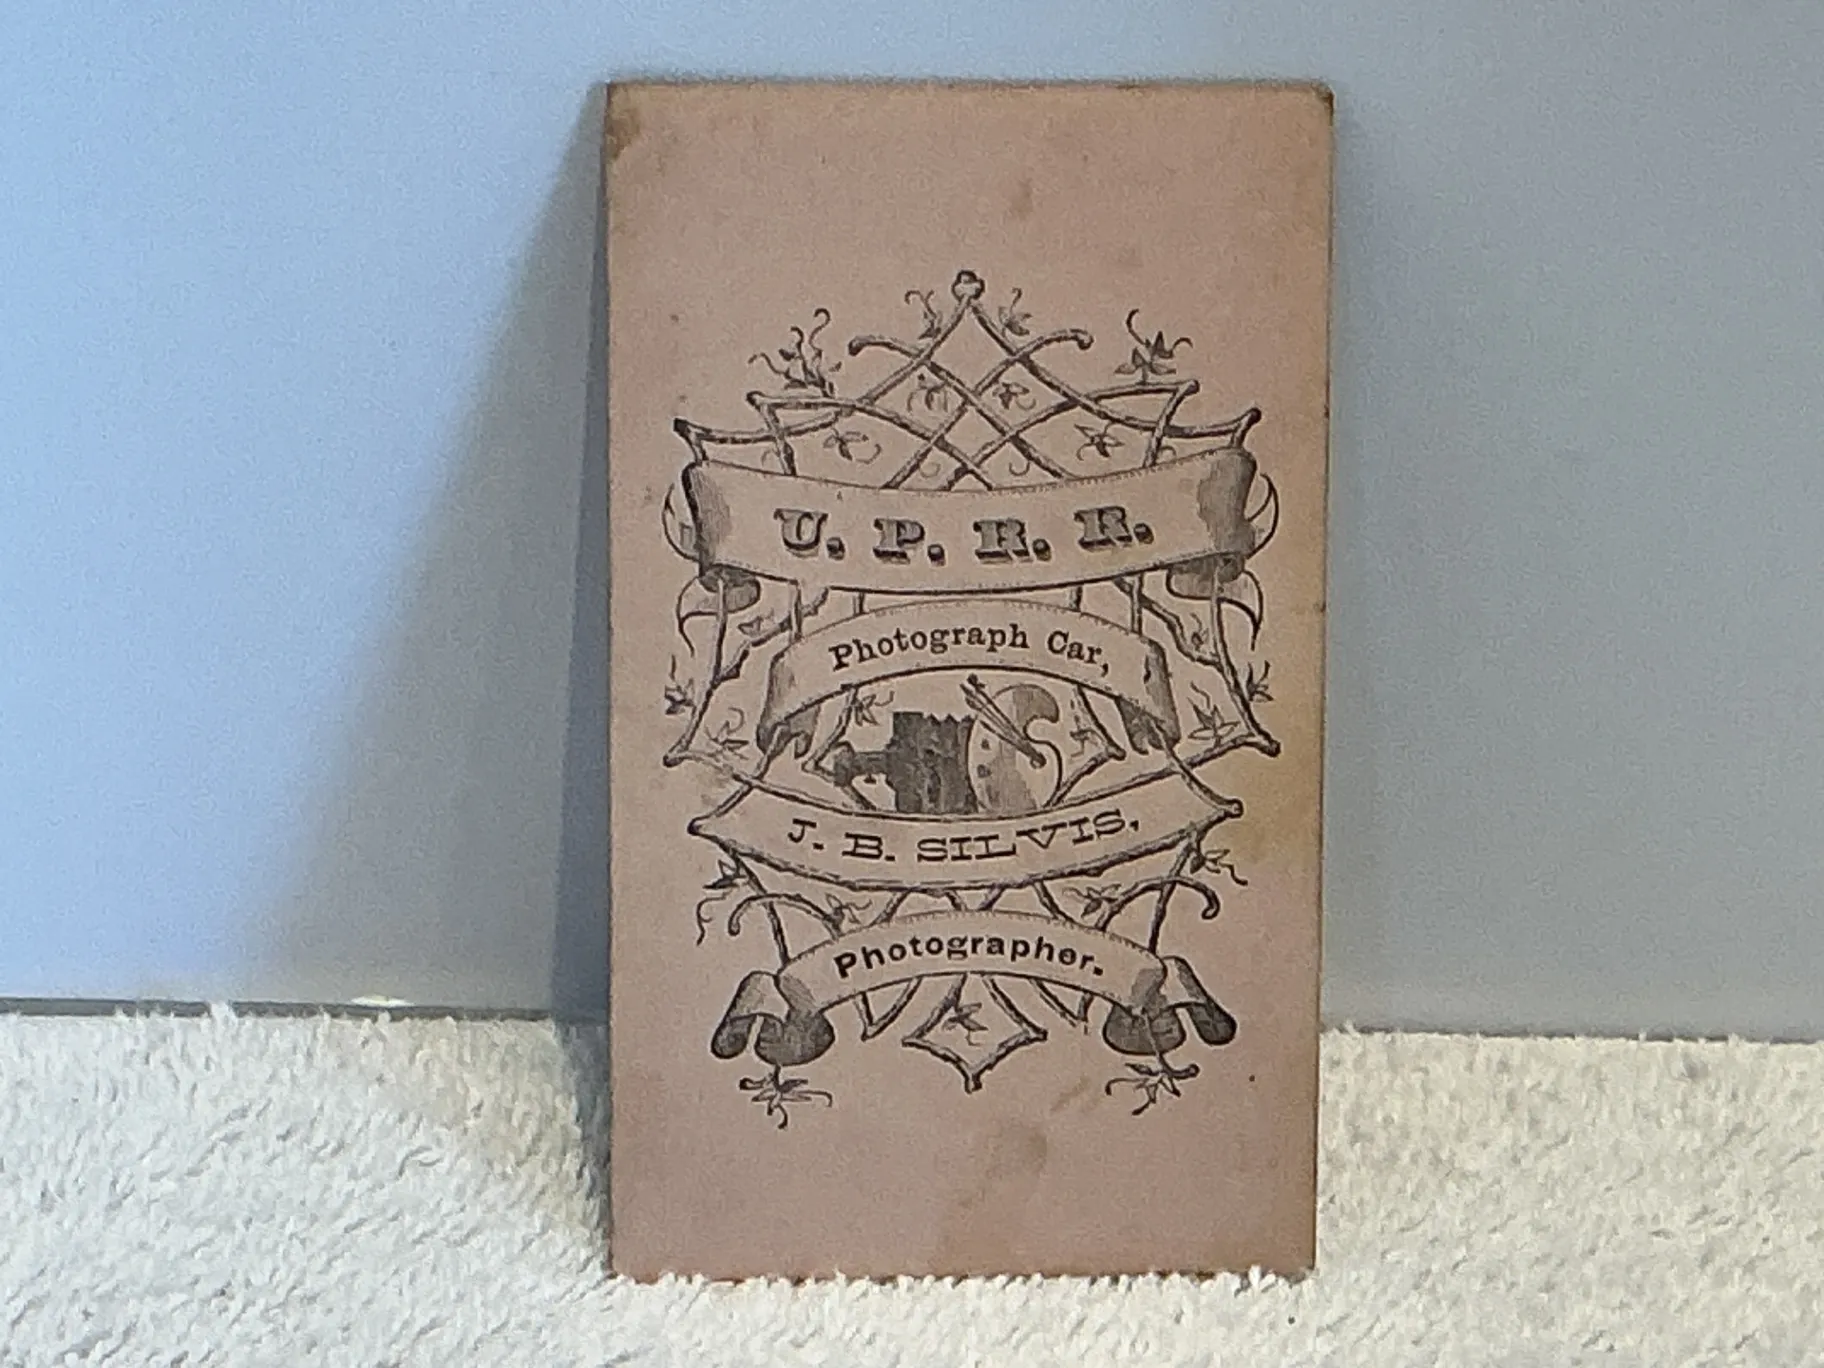 U. P. R. R.
Photograph Car,
J. B. SILVIS,
Photographer.